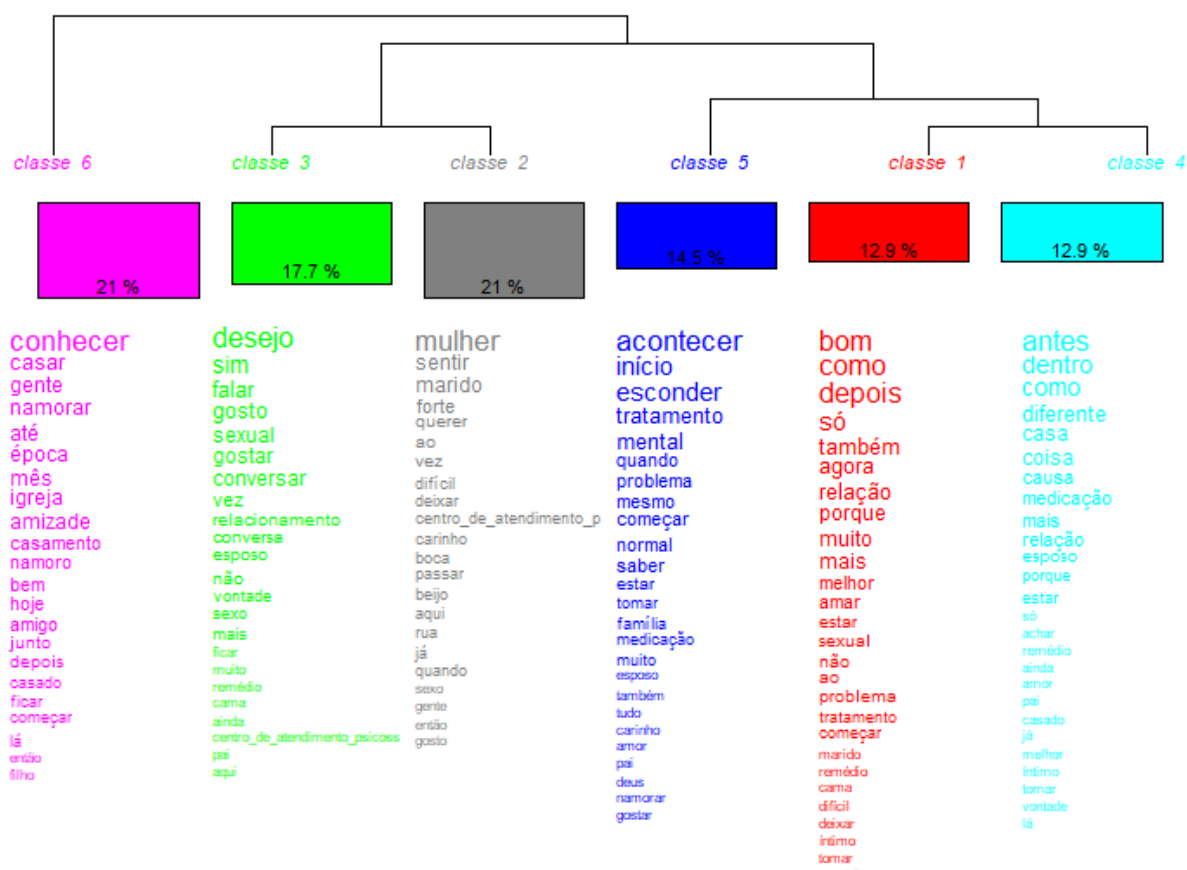 classe 6
classe 3
classe 2
classe 5
classe 1
classe 4
21 %
17.7 %
21 %
14.5 %
12.9 %
12.9 %
conhecer
casar
gente
namorar
até
época
mês
igreja
amizade
casamento
namoro
bem
hoje
amigo
junto
depois
casado
ficar
começar
lá
então
filho
desejo
sim
falar
gosto
sexual
gostar
conversar
vez
relacionamento
conversa
esposo
não
vontade
sexo
mais
ficar
muito
remédio
cama
ainda
centro_de_atendimento_psicoss
pai
aqui
mulher
sentir
marido
forte
querer
ao
vez
difícil
deixar
centro_de_atendimento_p
carinho
boca
passar
beijo
aqui
rua
já
quando
sexo
gente
então
gosto
acontecer
início
esconder
tratamento
mental
quando
problema
mesmo
começar
normal
saber
estar
tomar
família
medicação
muito
esposo
também
tudo
carinho
amor
pai
deus
namorar
gostar
bom
como
depois
só
também
agora
relação
porque
muito
mais
melhor
amar
estar
sexual
não
ao
problema
tratamento
começar
marido
remédio
cama
difícil
deixar
íntimo
tomar
antes
dentro
como
diferente
casa
coisa
causa
medicação
mais
relação
esposo
porque
estar
só
achar
remédio
ainda
amor
pai
casado
já
melhor
íntimo
tomar
vontade
lá